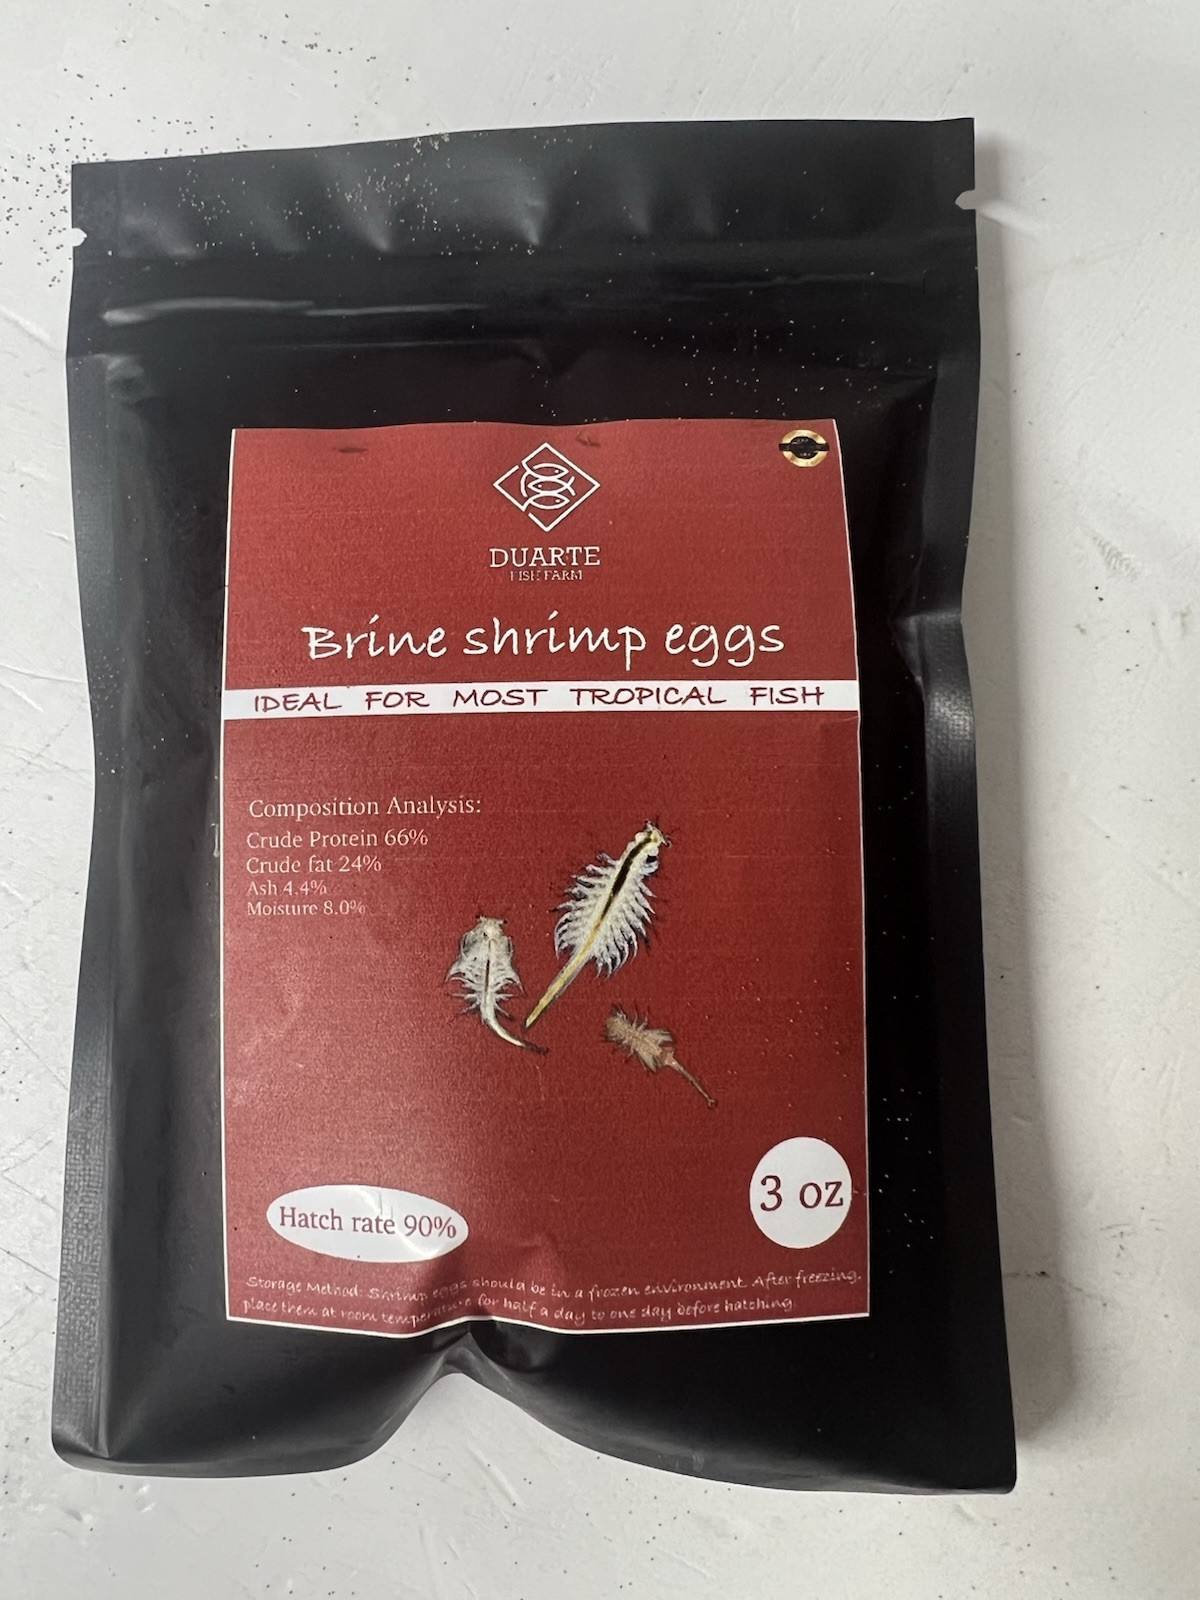 DUARTE
FISH FARM
Brine shrimp eggs
IDEAL FOR MOST TROPICAL FISH
Composition Analysis:
Crude Protein 66%
Crude fat 24%
Ash 4.4%
Moisture 8.0%
Hatch rate 90%
3 oz
Storage Method: Shrimp eggs should be in a frozen environment. After freezing,
place them at room temperature for half a day to one day before hatching.